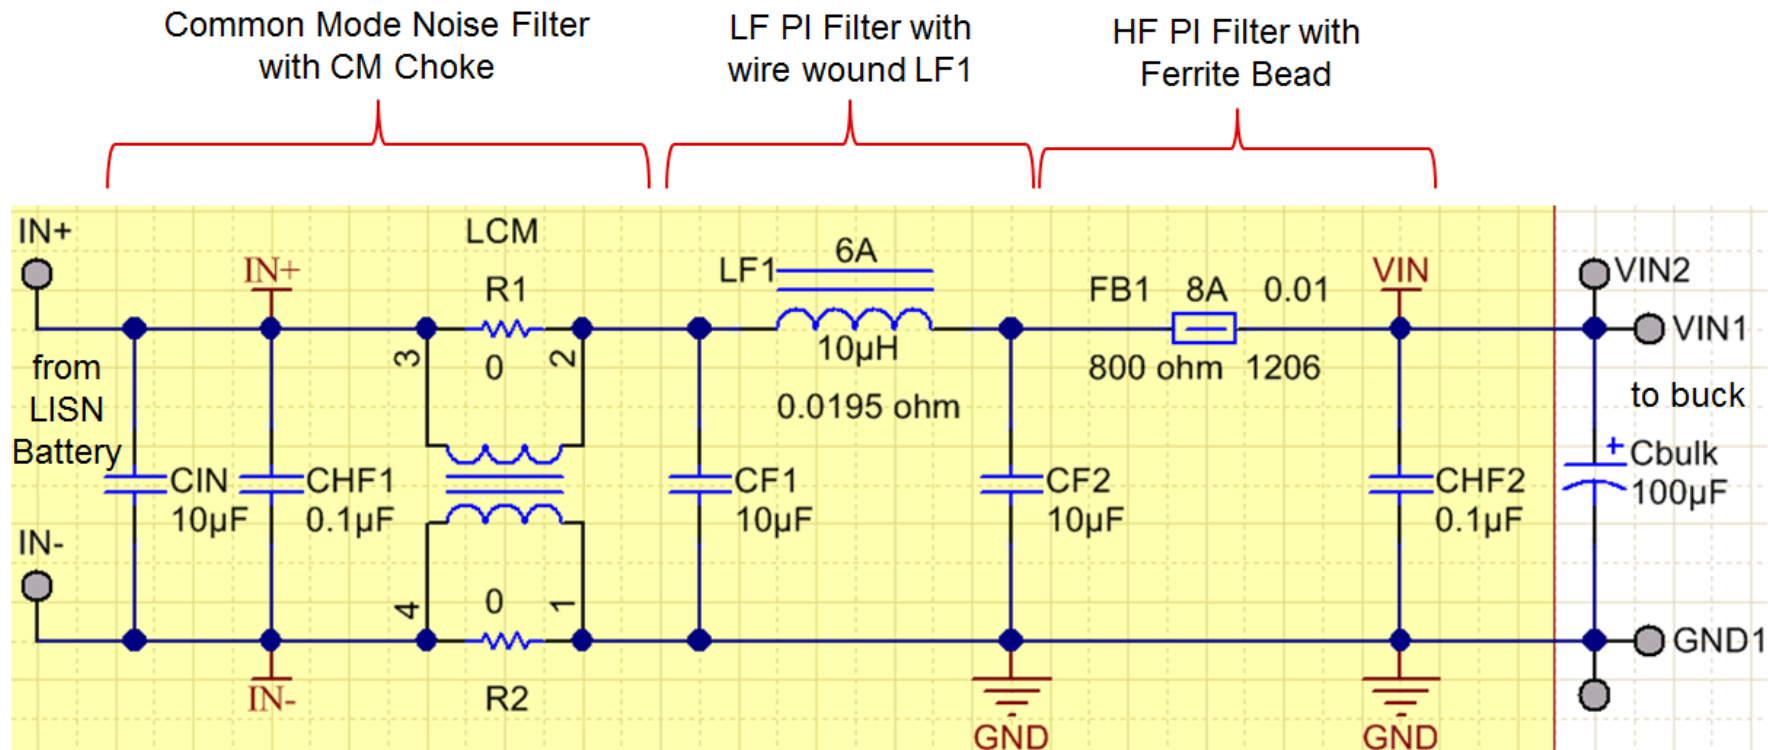 Common Mode Noise Filter
with CM Choke
LF PI Filter with
wire wound LF1
HF PI Filter with
Ferrite Bead
IN+
IN+
LCM
R1
0
3
2
LF1
6A
10µH
0.0195 ohm
FB1
8A
0.01
800 ohm
1206
VIN
VIN2
VIN1
from
LISN
Battery
to buck
CIN
10µF
CHF1
0.1µF
CF1
10µF
CF2
10µF
CHF2
0.1µF
+
Cbulk
100µF
IN-
4
0
1
R2
IN-
GND
GND
GND1